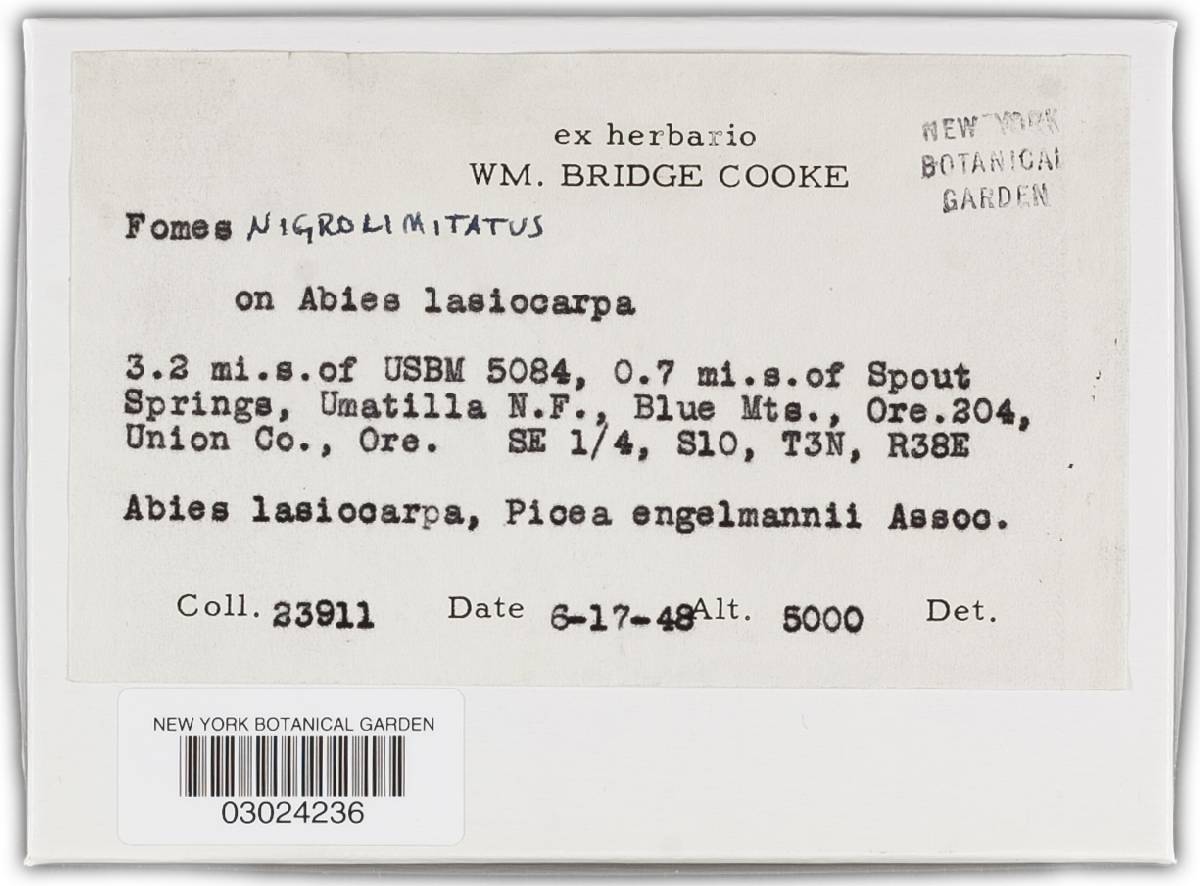 ex herbario
WM. BRIDGE COOKE
NEW YORK
BOTANICAL
GARDEN
Fomes NIGROLIMITATUS
on Abies lasiocarpa
3.2 mi.s.of USBM 5084, 0.7 mi.s.of Spout
Springs, Umatilla N.F., Blue Mts., Ore.204,
Union Co., Ore. SE 1/4, S10, T3N, R38E
Abies lasiocarpa, Picea engelmannii Assoc.
Coll. 23911 Date 6-17-48 Alt. 5000 Det.
NEW YORK BOTANICAL GARDEN
03024236